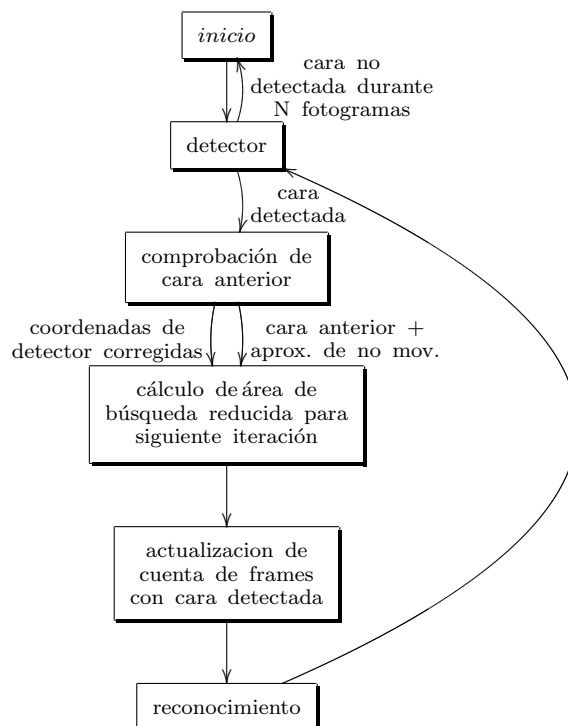 inicio
cara no
detectada durante
N fotogramas
detector
cara
detectada
comprobación de
cara anterior
coordenadas de
detector corregidas
cara anterior +
aprox. de no mov.
cálculo de área de
búsqueda reducida para
siguiente iteración
actualizacion de
cuenta de frames
con cara detectada
reconocimiento